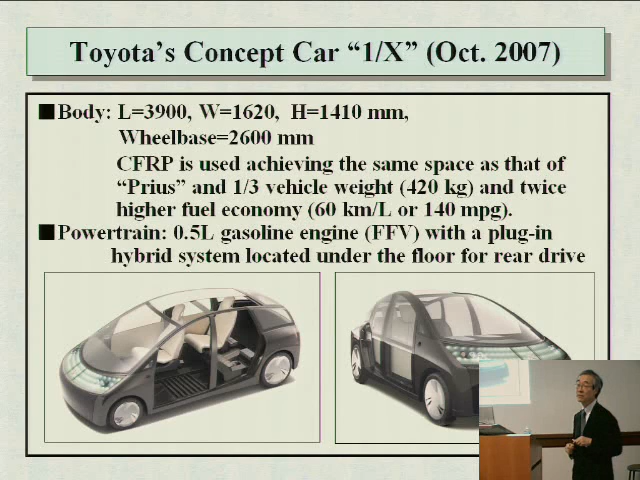 Toyota's Concept Car “1/X” (Oct. 2007)
■Body: L=3900, W=1620, H=1410 mm,
Wheelbase=2600 mm
CFRP is used achieving the same space as that of
“Prius” and 1/3 vehicle weight (420 kg) and twice
higher fuel economy (60 km/L or 140 mpg).
■Powertrain: 0.5L gasoline engine (FFV) with a plug-in
hybrid system located under the floor for rear drive